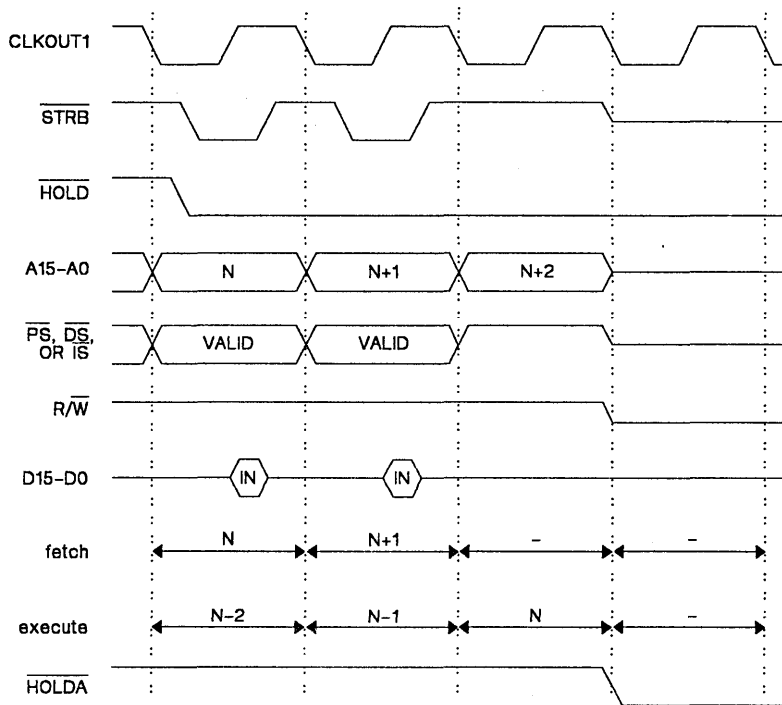 CLKOUT1
STRB
HOLD
A15-A0 N N+1 N+2
PS, DS,
OR IS VALID VALID
R/W
D15-D0 IN IN
fetch N N+1 - -
execute N-2 N-1 N -
HOLDA